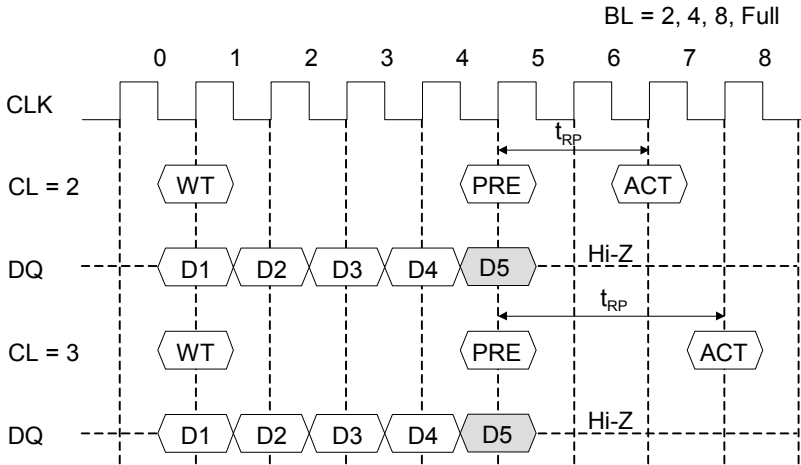 BL = 2, 4, 8, Full
0 1 2 3 4 5 6 7 8
CLK
tRP
CL = 2 WT PRE ACT
DQ D1 D2 D3 D4 D5 Hi-Z
tRP
CL = 3 WT PRE ACT
DQ D1 D2 D3 D4 D5 Hi-Z